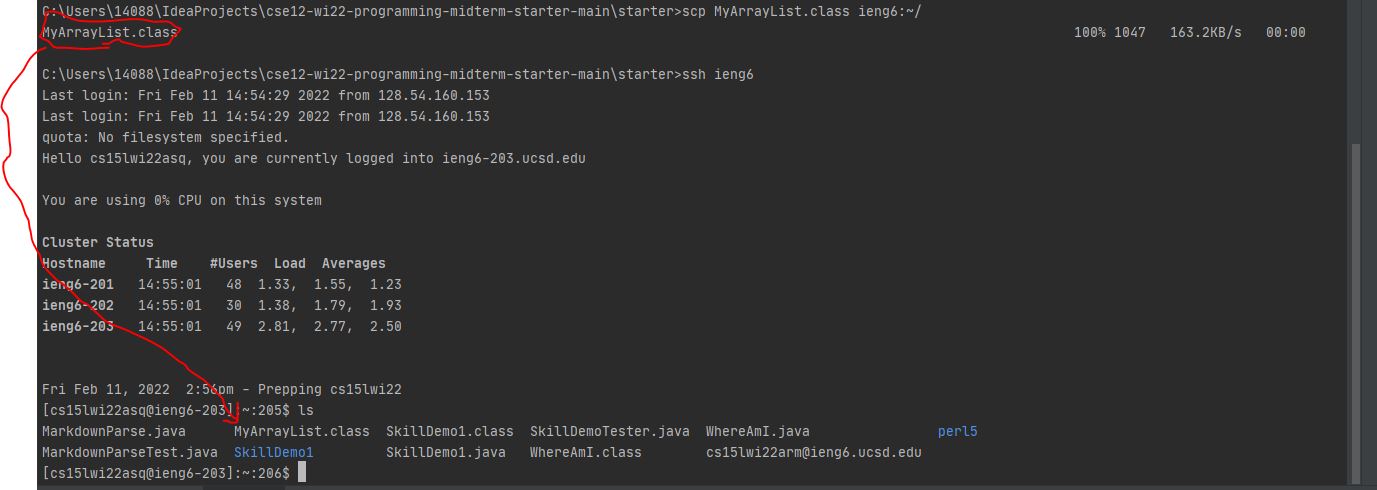 C:\Users\14088\IdeaProjects\cse12-wi22-programming-midterm-starter-main\starter>scp MyArrayList.class ieng6:~/
MyArrayList.class 100% 1047 163.2KB/s 00:00
C:\Users\14088\IdeaProjects\cse12-wi22-programming-midterm-starter-main\starter>ssh ieng6
Last login: Fri Feb 11 14:54:29 2022 from 128.54.160.153
Last login: Fri Feb 11 14:54:29 2022 from 128.54.160.153
quota: No filesystem specified.
Hello cs15lwi22asq, you are currently logged into ieng6-203.ucsd.edu
You are using 0% CPU on this system
Cluster Status
Hostname Time #Users Load Averages
ieng6-201 14:55:01 48 1.33, 1.55, 1.23
ieng6-202 14:55:01 30 1.38, 1.79, 1.93
ieng6-203 14:55:01 49 2.81, 2.77, 2.50
Fri Feb 11, 2022 2:56pm - Prepping cs15lwi22
[cs15lwi22asq@ieng6-203]:~:205$ ls
MarkdownParse.java MyArrayList.class SkillDemo1.class SkillDemoTester.java WhereAmI.java perl5
MarkdownParseTest.java SkillDemo1 SkillDemo1.java WhereAmI.class cs15lwi22arm@ieng6.ucsd.edu
[cs15lwi22asq@ieng6-203]:~:206$